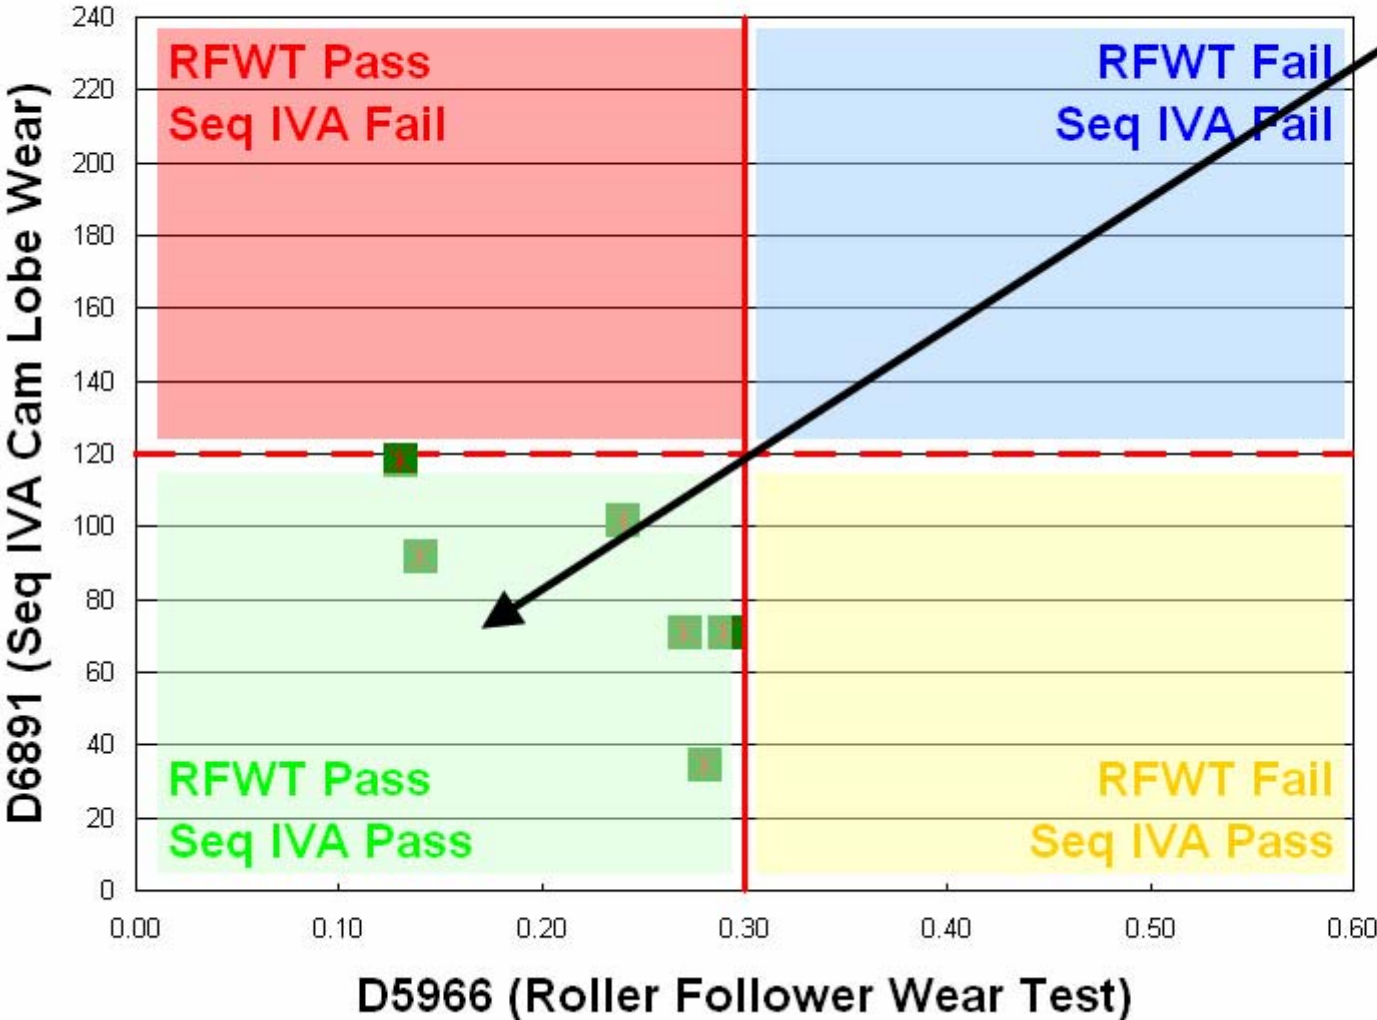 240
220
200
180
160
140
120
100
80
60
40
20
0
D6891 (Seq IVA Cam Lobe Wear)
RFWT Pass
Seq IVA Fail
RFWT Fail
Seq IVA Fail
RFWT Pass
Seq IVA Pass
RFWT Fail
Seq IVA Pass
0.00 0.10 0.20 0.30 0.40 0.50 0.60
D5966 (Roller Follower Wear Test)